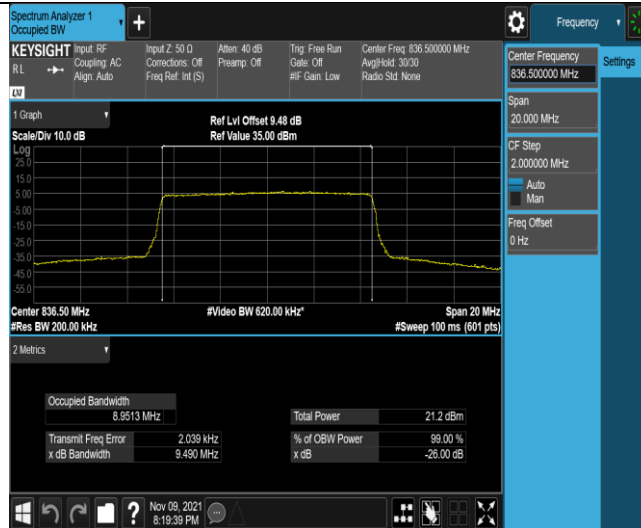 Spectrum Analyzer 1
Occupied BW
Frequency
KEYSIGHT
RL
LXI
Input: RF
Coupling: AC
Align: Auto
Input Z: 50 Ω
Corrections: Off
Freq Ref: Int (S)
Atten: 40 dB
Preamp: Off
Trig: Free Run
Gate: Off
#IF Gain: Low
Center Freq: 836.500000 MHz
Avg|Hold: 30/30
Radio Std: None
Center Frequency
836.500000 MHz
Settings
Span
20.000 MHz
CF Step
2.000000 MHz
Auto
Man
Freq Offset
0 Hz
1 Graph
Scale/Div 10.0 dB
Ref Lvl Offset 9.48 dB
Ref Value 35.00 dBm
Log
25.0
15.0
5.00
-5.00
-15.0
-25.0
-35.0
-45.0
-55.0
Center 836.50 MHz
#Video BW 620.00 kHz*
Span 20 MHz
#Res BW 200.00 kHz
#Sweep 100 ms (601 pts)
2 Metrics
Occupied Bandwidth
8.9513 MHz
Total Power 21.2 dBm
Transmit Freq Error 2.039 kHz
% of OBW Power 99.00 %
x dB Bandwidth 9.490 MHz
x dB -26.00 dB
?
Nov 09, 2021
8:19:39 PM